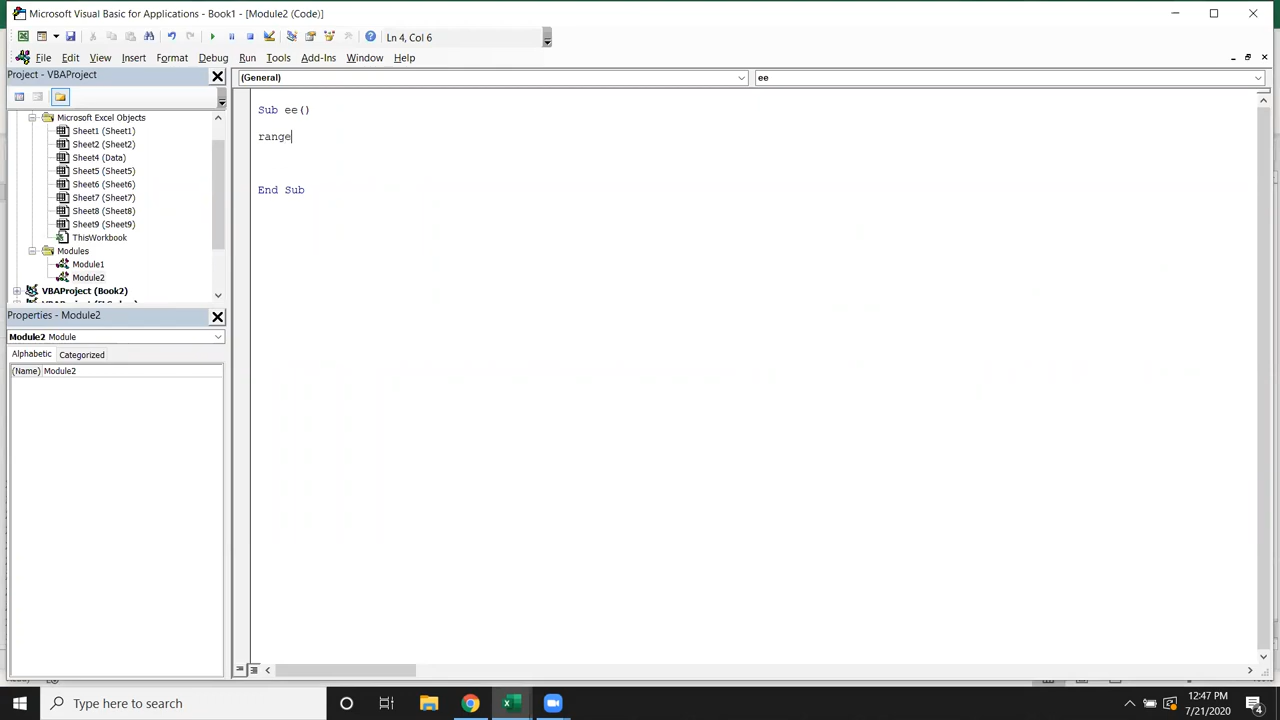 Microsoft Visual Basic for Applications - Book1 - [Module2 (Code)]
Ln 4, Col 6
File Edit View Insert Format Debug Run Tools Add-Ins Window Help
Project - VBAProject
(General)
ee
Microsoft Excel Objects
Sheet1 (Sheet1)
Sheet2 (Sheet2)
Sheet4 (Data)
Sheet5 (Sheet5)
Sheet6 (Sheet6)
Sheet7 (Sheet7)
Sheet8 (Sheet8)
Sheet9 (Sheet9)
ThisWorkbook
Modules
Module1
Module2
VBAProject (Book2)
Sub ee()
range
End Sub
Properties - Module2
Module2 Module
Alphabetic Categorized
(Name) Module2
Type here to search
12:47 PM
7/21/2020
4